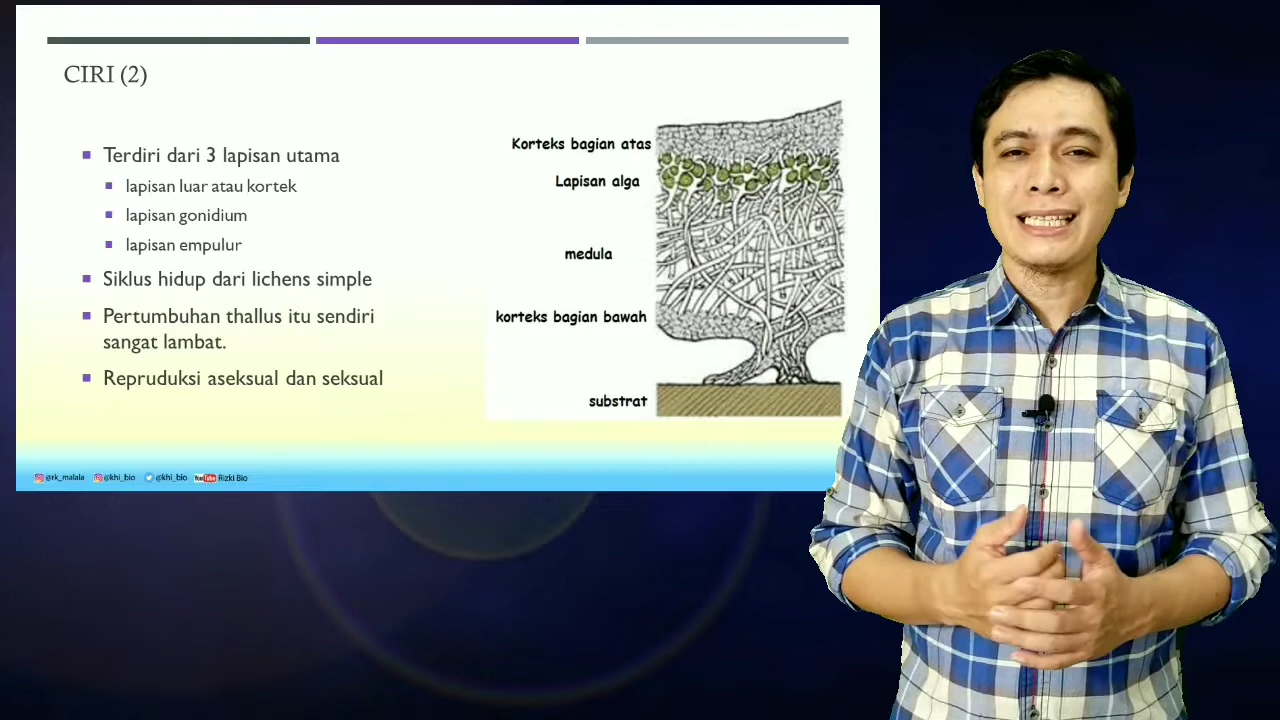 CIRI (2)
Terdiri dari 3 lapisan utama
lapisan luar atau kortek
lapisan gonidium
lapisan empulur
Siklus hidup dari lichens simple
Pertumbuhan thallus itu sendiri
sangat lambat.
Repruduksi aseksual dan seksual
Korteks bagian atas
Lapisan alga
medula
korteks bagian bawah
substrat
@rk_malala @khi_bio @khi_bio YouTube Rizki Bio